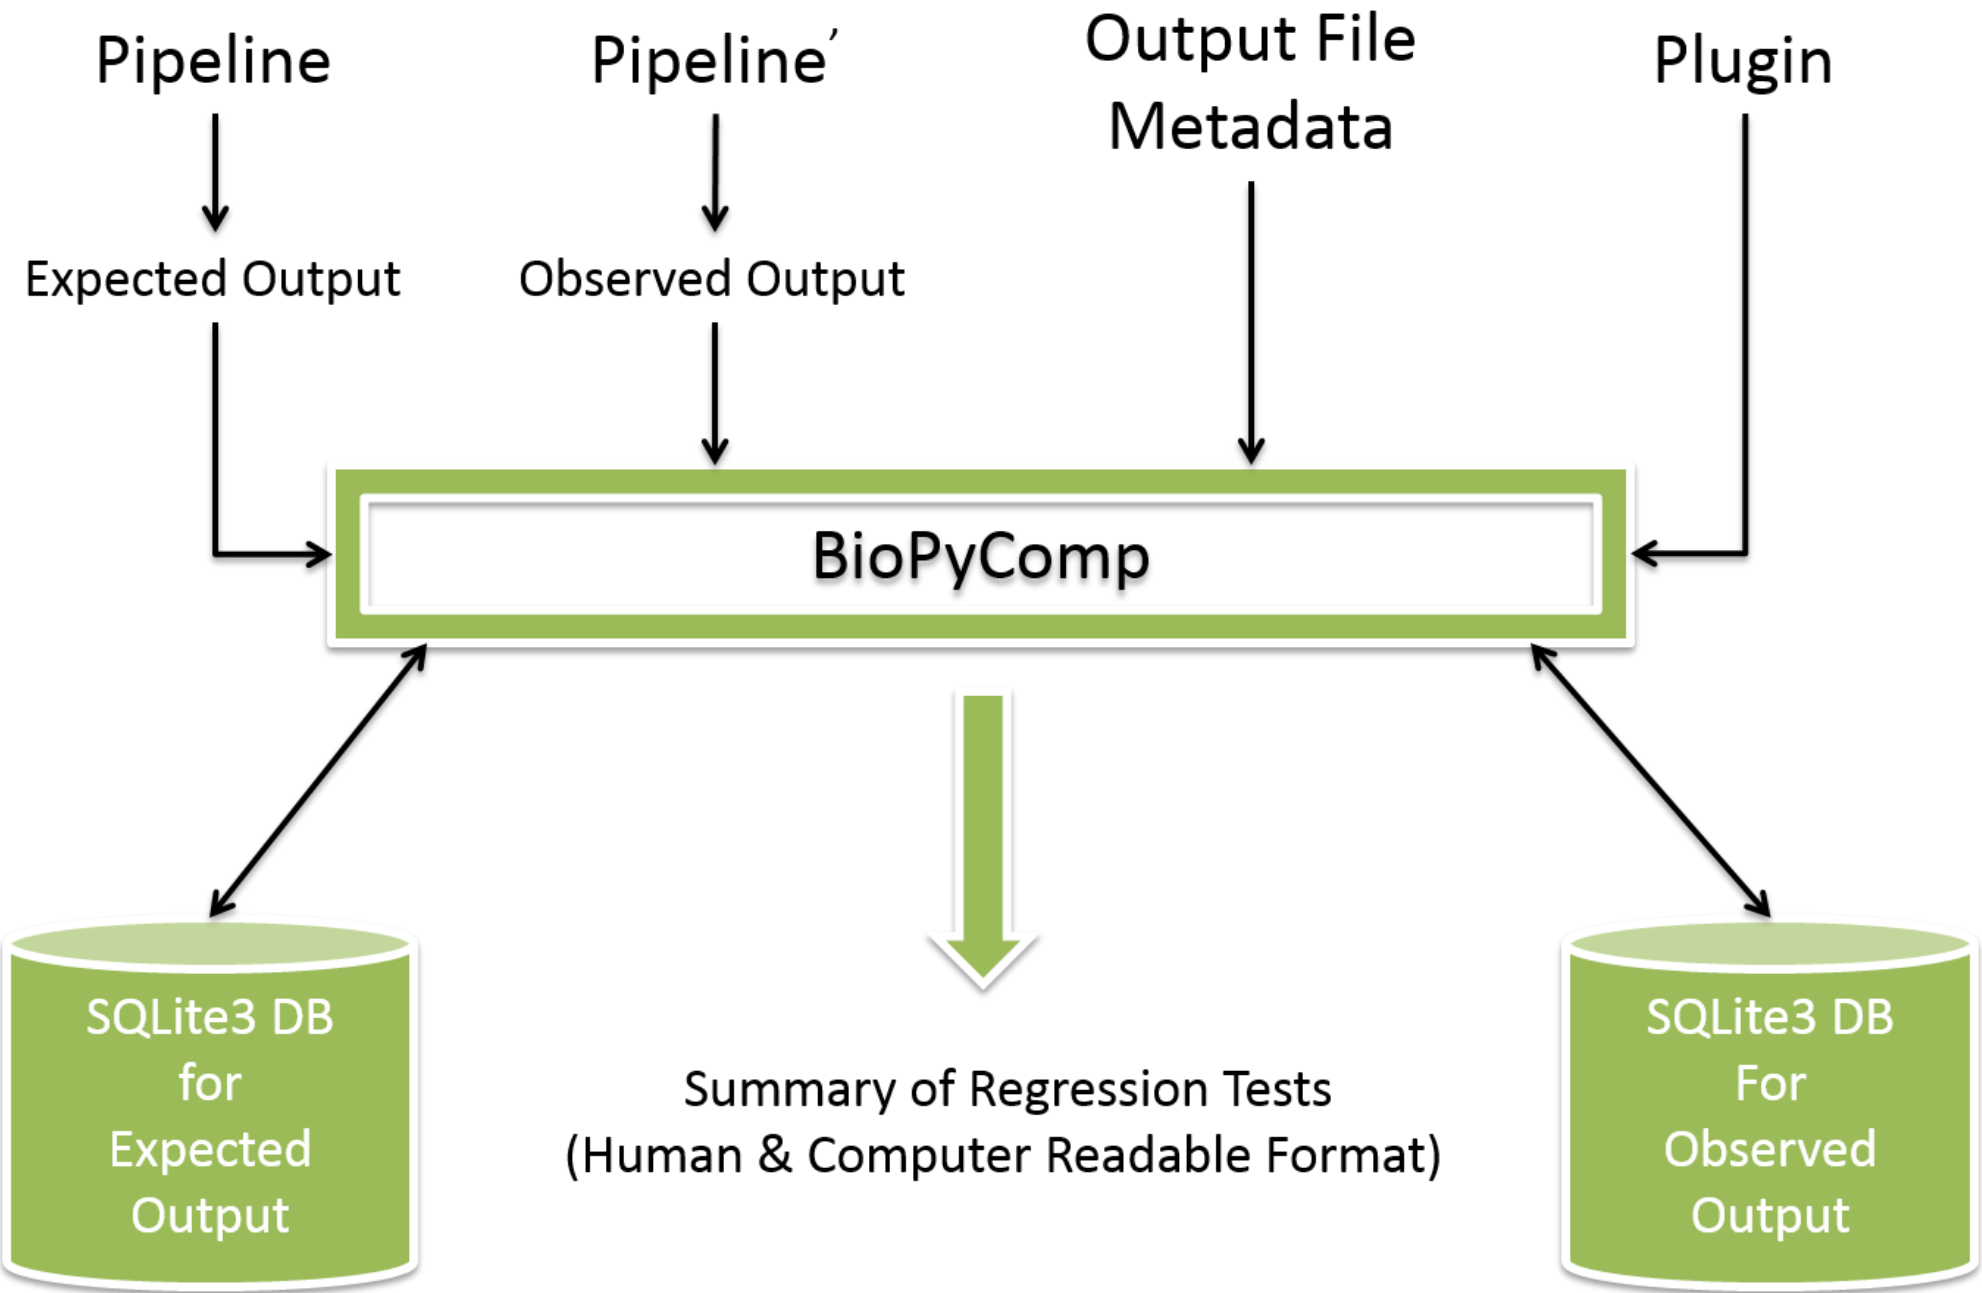 Pipeline
Pipeline’
Output File
Metadata
Plugin
Expected Output
Observed Output
BioPyComp
SQLite3 DB
for
Expected
Output
Summary of Regression Tests
(Human & Computer Readable Format)
SQLite3 DB
For
Observed
Output